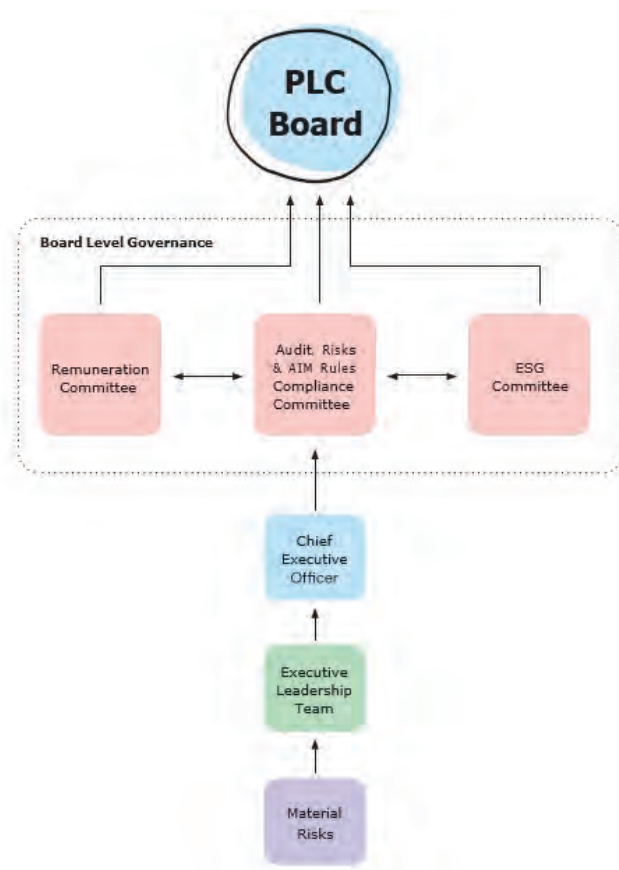 PLC
Board
Board Level Governance
Remuneration
Committee
Audit, Risks
& AIM Rules
Compliance
Committee
ESG
Committee
Chief
Executive
Officer
Executive
Leadership
Team
Material
Risks